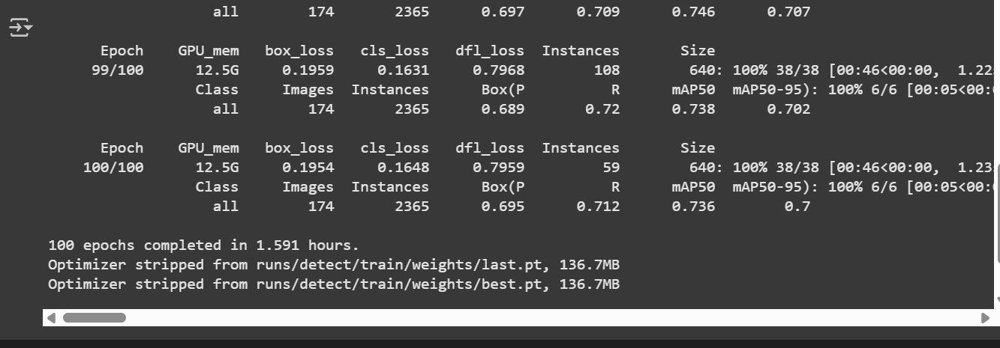 all 174 2365 0.697 0.709 0.746 0.707
Epoch GPU_mem box_loss cls_loss dfl_loss Instances Size
99/100 12.5G 0.1959 0.1631 0.7968 108 640: 100% 38/38 [00:46<00:00, 1.22
Class Images Instances Box(P R mAP50 mAP50-95): 100% 6/6 [00:05<00:
all 174 2365 0.689 0.72 0.738 0.702
Epoch GPU_mem box_loss cls_loss dfl_loss Instances Size
100/100 12.5G 0.1954 0.1648 0.7959 59 640: 100% 38/38 [00:46<00:00, 1.23
Class Images Instances Box(P R mAP50 mAP50-95): 100% 6/6 [00:05<00:
all 174 2365 0.695 0.712 0.736 0.7
100 epochs completed in 1.591 hours.
Optimizer stripped from runs/detect/train/weights/last.pt, 136.7MB
Optimizer stripped from runs/detect/train/weights/best.pt, 136.7MB